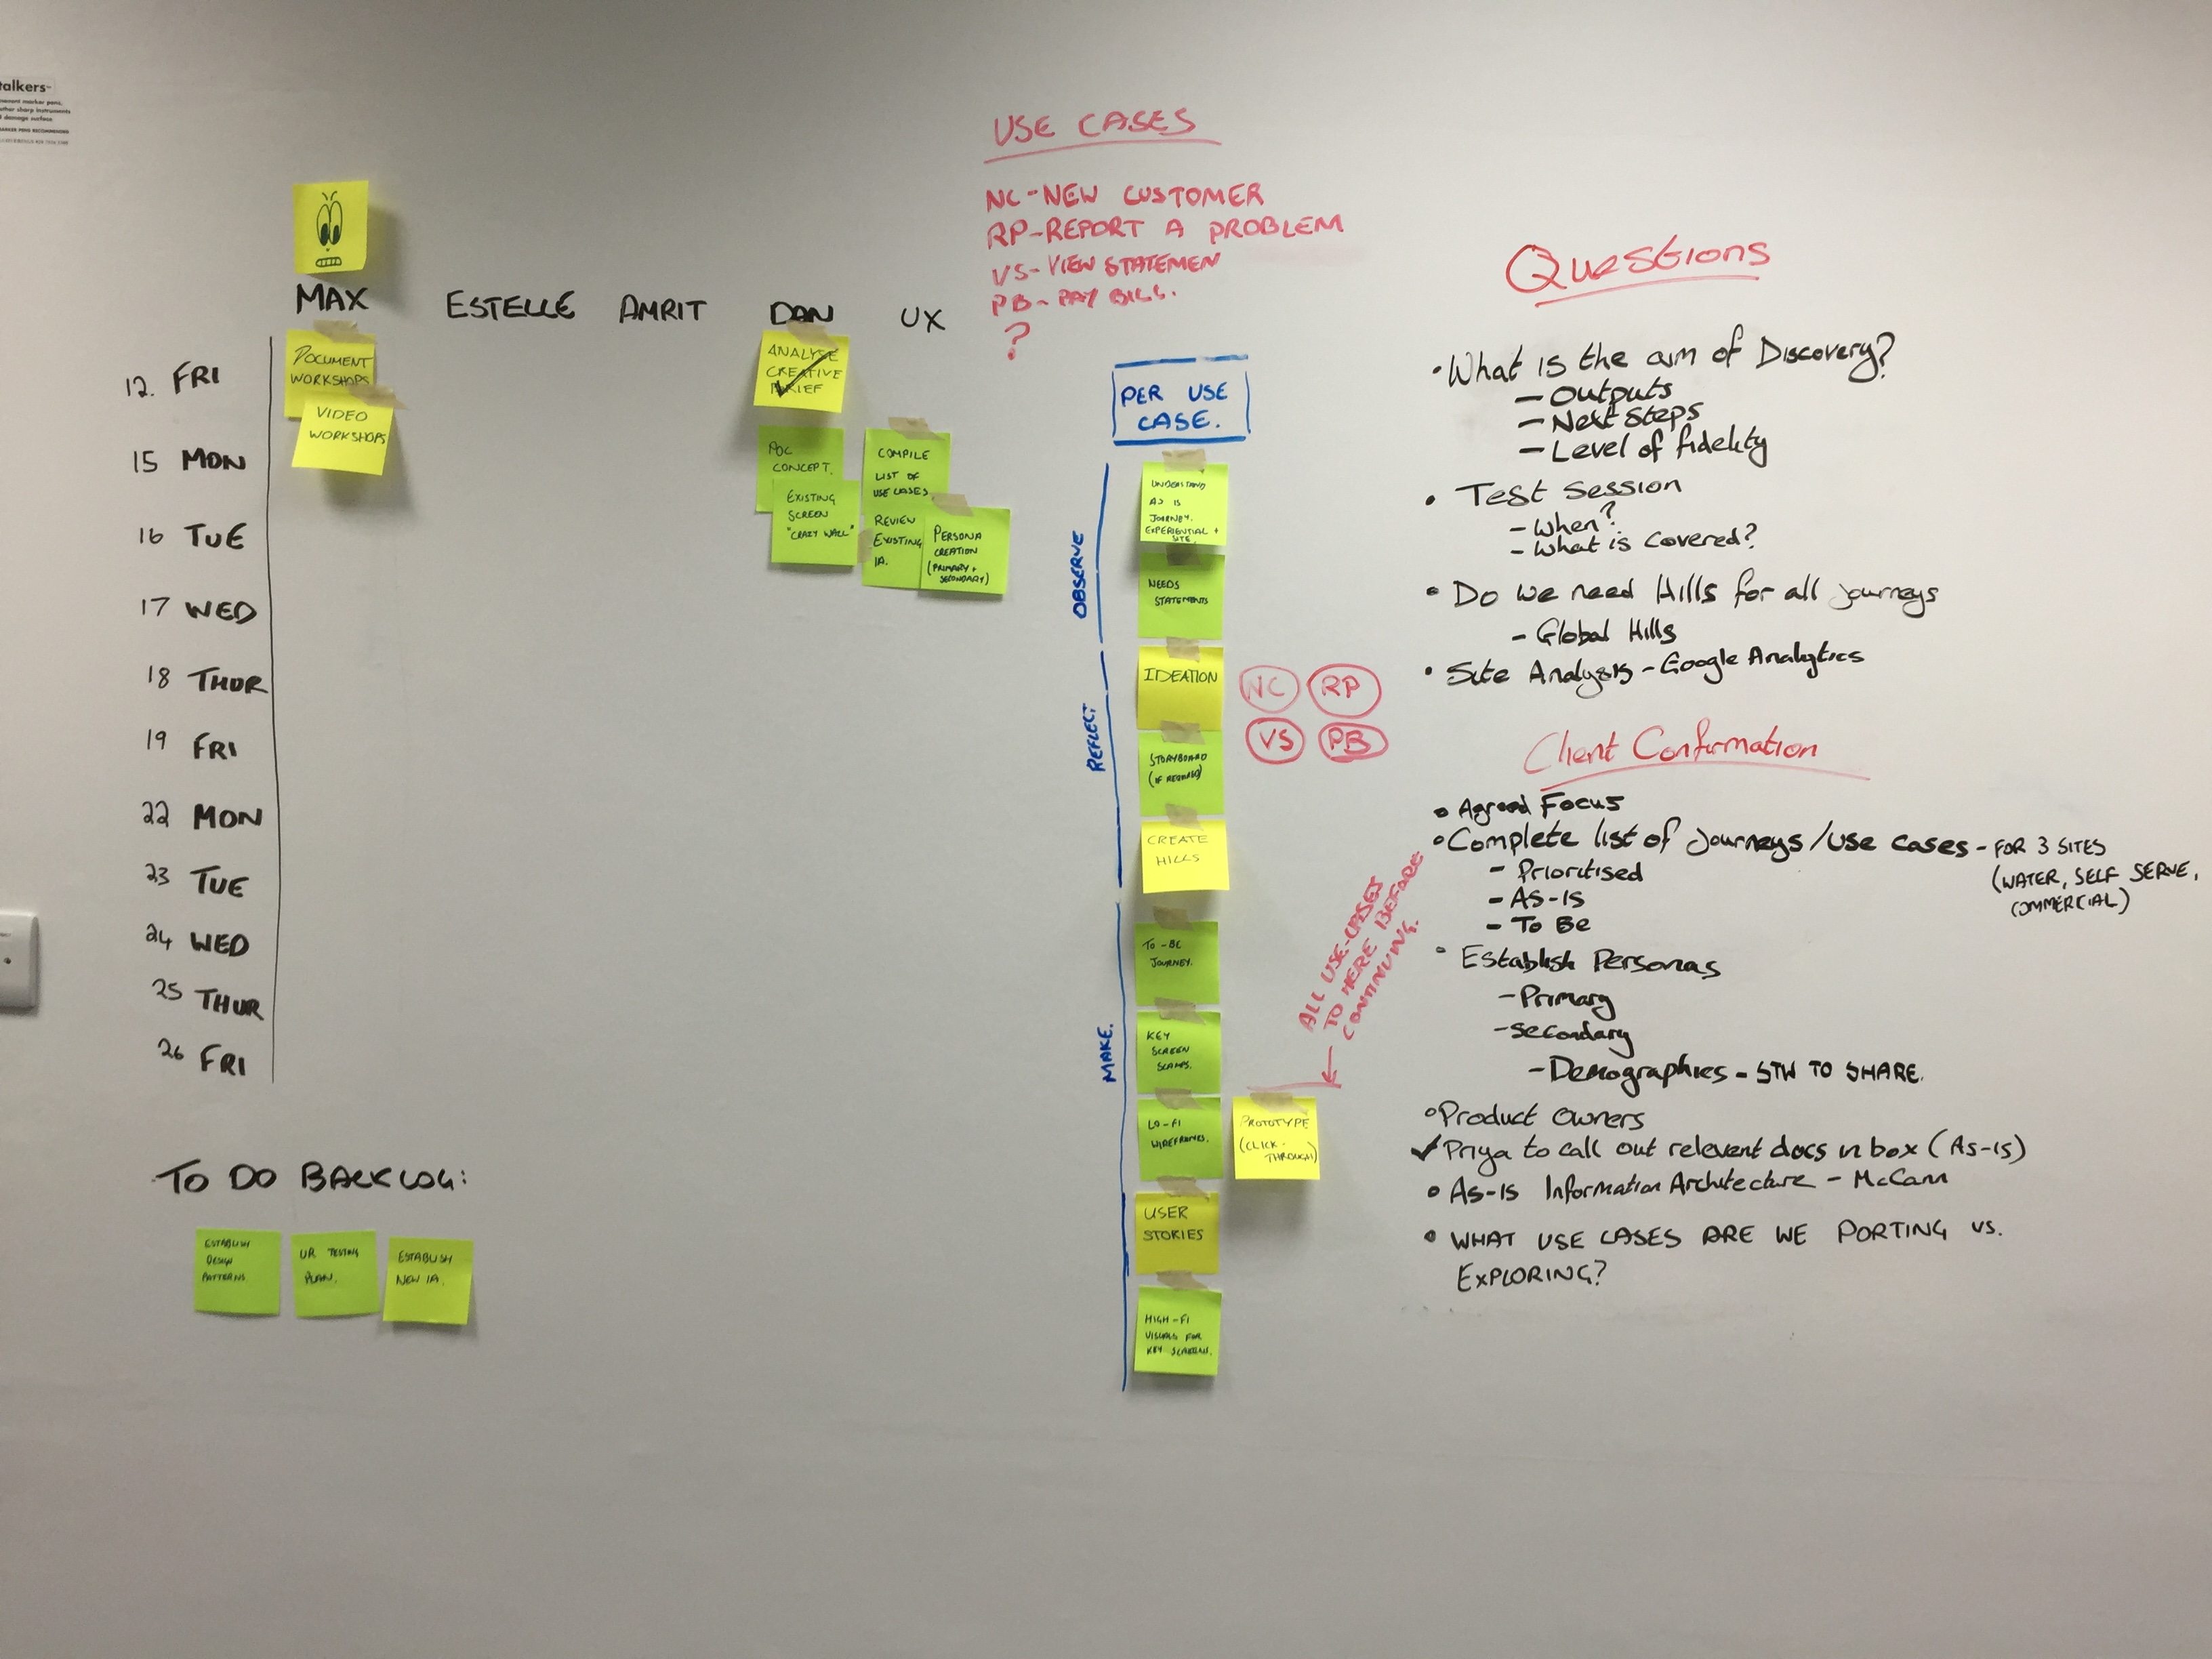 talkers
USE CASES
NC-NEW CUSTOMER
RP-REPORT A PROBLEM
VS-VIEW STATEMEN
PB-PAY BILL.
?
MAX
ESTELLE
AMRIT
DAN
UX
12. FRI
15 MON
16 TUE
17 WED
18 THUR
19 FRI
22 MON
23 TUE
24 WED
25 THUR
26 FRI
DOCUMENT
WORKSHOPS
VIDEO
WORKSHOPS
ANALYSE
CREATIVE
BRIEF
POC
CONCEPT.
EXISTING
SCREEN
"CRAZY WALL"
COMPILE
LIST OF
USE CASES
REVIEW
EXISTING
IA.
PERSONA
CREATION
(PRIMARY +
SECONDARY)
TO DO BACKLOG:
ESTABLISH
DESIGN
PATTERNS.
UR TESTING
PLAN.
ESTABLISH
NEW IA.
PER USE
CASE.
OBSERVE
UNDERSTAND
AS IS
JOURNEY.
EXPERIENTIAL +
SITE.
NEEDS
STATEMENTS
REFLECT
IDEATION
NC
RP
VS
PB
STORYBOARD
(IF REQUIRED)
CREATE
HILLS
MAKE.
TO-BE
JOURNEY.
KEY
SCREEN
SCAMPS.
LO-FI
WIREFRAMES.
PROTOTYPE
(CLICK-
THROUGH)
ALL USE-CASES
TO HERE BEFORE
CONTINUING.
USER
STORIES
HIGH-FI
VISUALS FOR
KEY SCREENS.
Questions
• What is the aim of Discovery?
- Outputs
- Next Steps
- Level of fidelity
• Test Session
- When?
- What is covered?
• Do we need Hills for all journeys
- Global Hills
• Site Analysis - Google Analytics
Client Confirmation
• Agreed Focus
• Complete list of journeys/use cases - FOR 3 SITES
(WATER, SELF SERVE,
COMMERCIAL)
- Prioritised
- AS-IS
- To Be
• Establish Personas
- Primary
- Secondary
- Demographics - STW TO SHARE.
• Product Owners
✓ Priya to call out relevent docs in box (As-is)
• As-is Information Architecture - McCann
• WHAT USE CASES ARE WE PORTING VS.
EXPLORING?